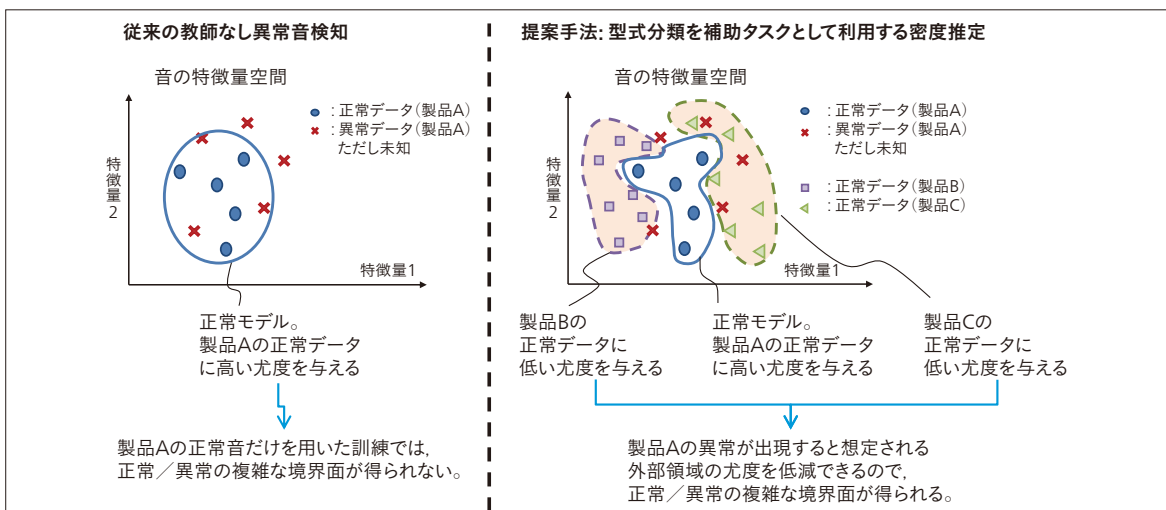 従来の教師なし異常音検知
音の特徴量空間
：正常データ（製品A）
：異常データ（製品A）
ただし未知
特徴量2
特徴量1
正常モデル。
製品Aの正常データ
に高い尤度を与える
製品Aの正常音だけを用いた訓練では，
正常／異常の複雑な境界面が得られない。
提案手法：型式分類を補助タスクとして利用する密度推定
音の特徴量空間
：正常データ（製品A）
：異常データ（製品A）
ただし未知
：正常データ（製品B）
：正常データ（製品C）
特徴量2
特徴量1
製品Bの
正常データに
低い尤度を与える
正常モデル。
製品Aの正常データ
に高い尤度を与える
製品Cの
正常データに
低い尤度を与える
製品Aの異常が出現すると想定される
外部領域の尤度を低減できるので，
正常／異常の複雑な境界面が得られる。